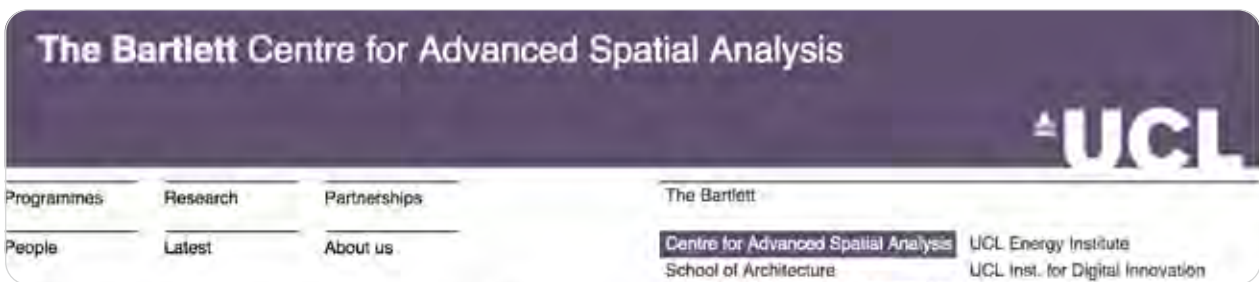 The Bartlett Centre for Advanced Spatial Analysis
UCL
Programmes Research Partnerships The Bartlett
People Latest About us Centre for Advanced Spatial Analysis UCL Energy Institute
School of Architecture UCL Inst. for Digital Innovation